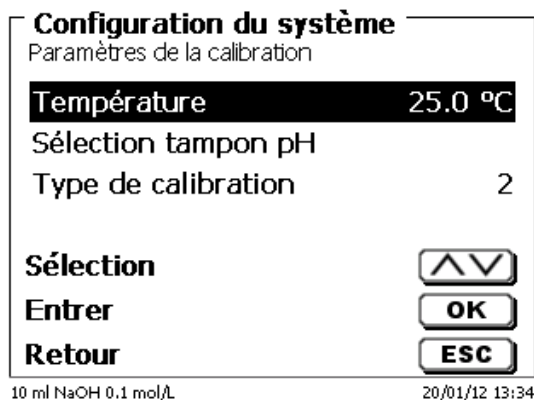 Configuration du système
Paramètres de la calibration
Température 25.0 ºC
Sélection tampon pH
Type de calibration 2
Sélection
Entrer OK
Retour ESC
10 ml NaOH 0.1 mol/L 20/01/12 13:34